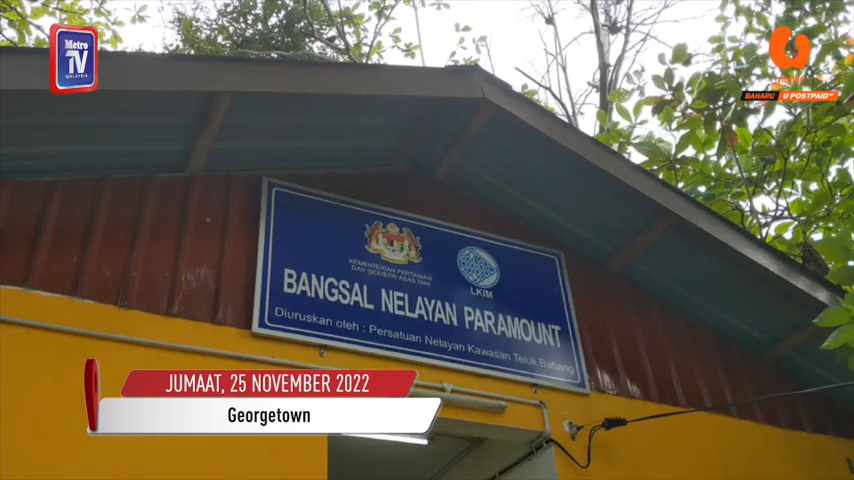 Metro
TV
MALAYSIA
BAHARU U POSTPAID™
KEMENTERIAN PERTANIAN
DAN INDUSTRI ASAS TANI
LKIM
BANGSAL NELAYAN PARAMOUNT
Diuruskan oleh : Persatuan Nelayan Kawasan Teluk Bahang
JUMAAT, 25 NOVEMBER 2022
Georgetown